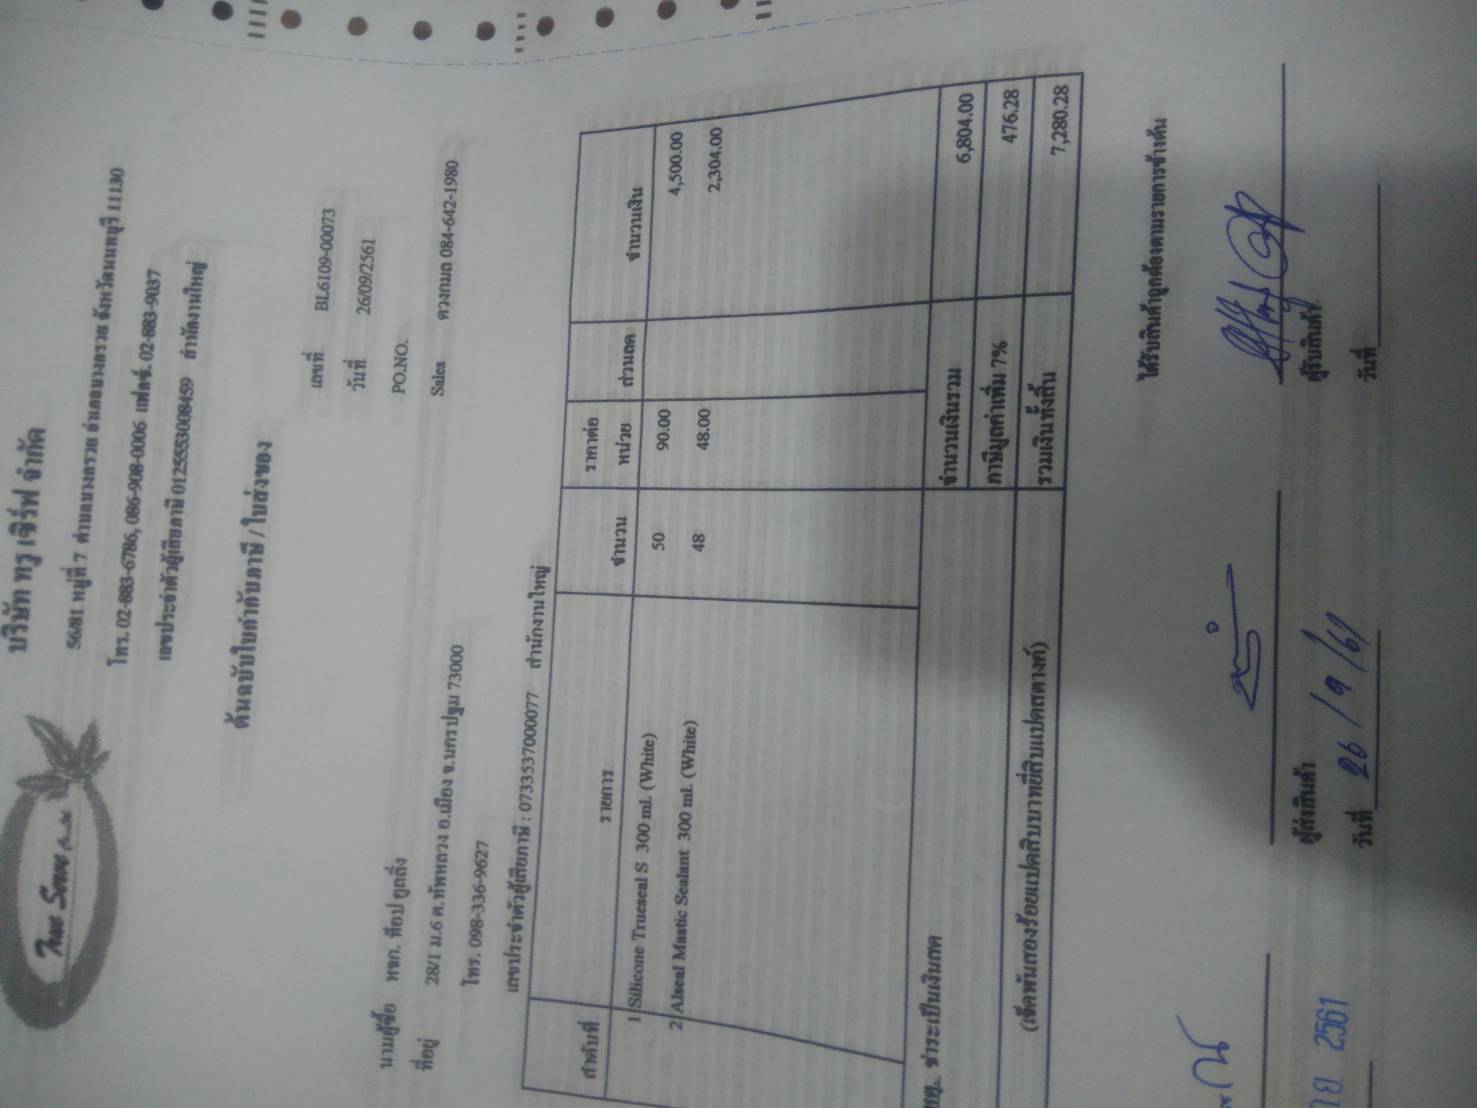 True Serve
บริษัท ทรู เซิร์ฟ จำกัด
56/81 หมู่ที่ 7 ตำบลบางกรวย อำเภอบางกรวย จังหวัดนนทบุรี 11130
โทร. 02-883-6786, 086-908-0006 แฟกซ์. 02-883-9037
เลขประจำตัวผู้เสียภาษี 0125553008459 สำนักงานใหญ่
ต้นฉบับใบกำกับภาษี / ใบส่งของ
เลขที่ BL6109-00073
วันที่ 26/09/2561
นามผู้ซื้อ หจก. ท๊อป กูดลิ่ง PO.NO.
ที่อยู่ 28/1 ม.6 ต.ทัพหลวง อ.เมือง จ.นครปฐม 73000 Sales ดวงกมล 084-642-1980
โทร. 098-336-9627
เลขประจำตัวผู้เสียภาษี : 0733537000077 สำนักงานใหญ่
ลำดับที่ รายการ จำนวน ราคาต่อหน่วย ส่วนลด จำนวนเงิน
1 Silicone Trueseal S 300 ml. (White) 50 90.00 4,500.00
2 Alseal Mastic Sealant 300 ml. (White) 48 48.00 2,304.00
ชำระเป็นเงินสด จำนวนเงินรวม 6,804.00
ภาษีมูลค่าเพิ่ม 7% 476.28
(เจ็ดพันสองร้อยแปดสิบบาทยี่สิบแปดสตางค์) รวมเงินทั้งสิ้น 7,280.28
ได้รับสินค้าถูกต้องตามรายการข้างต้น
ผู้ส่งสินค้า ผู้รับสินค้า
2561 วันที่ 26/9/61 วันที่